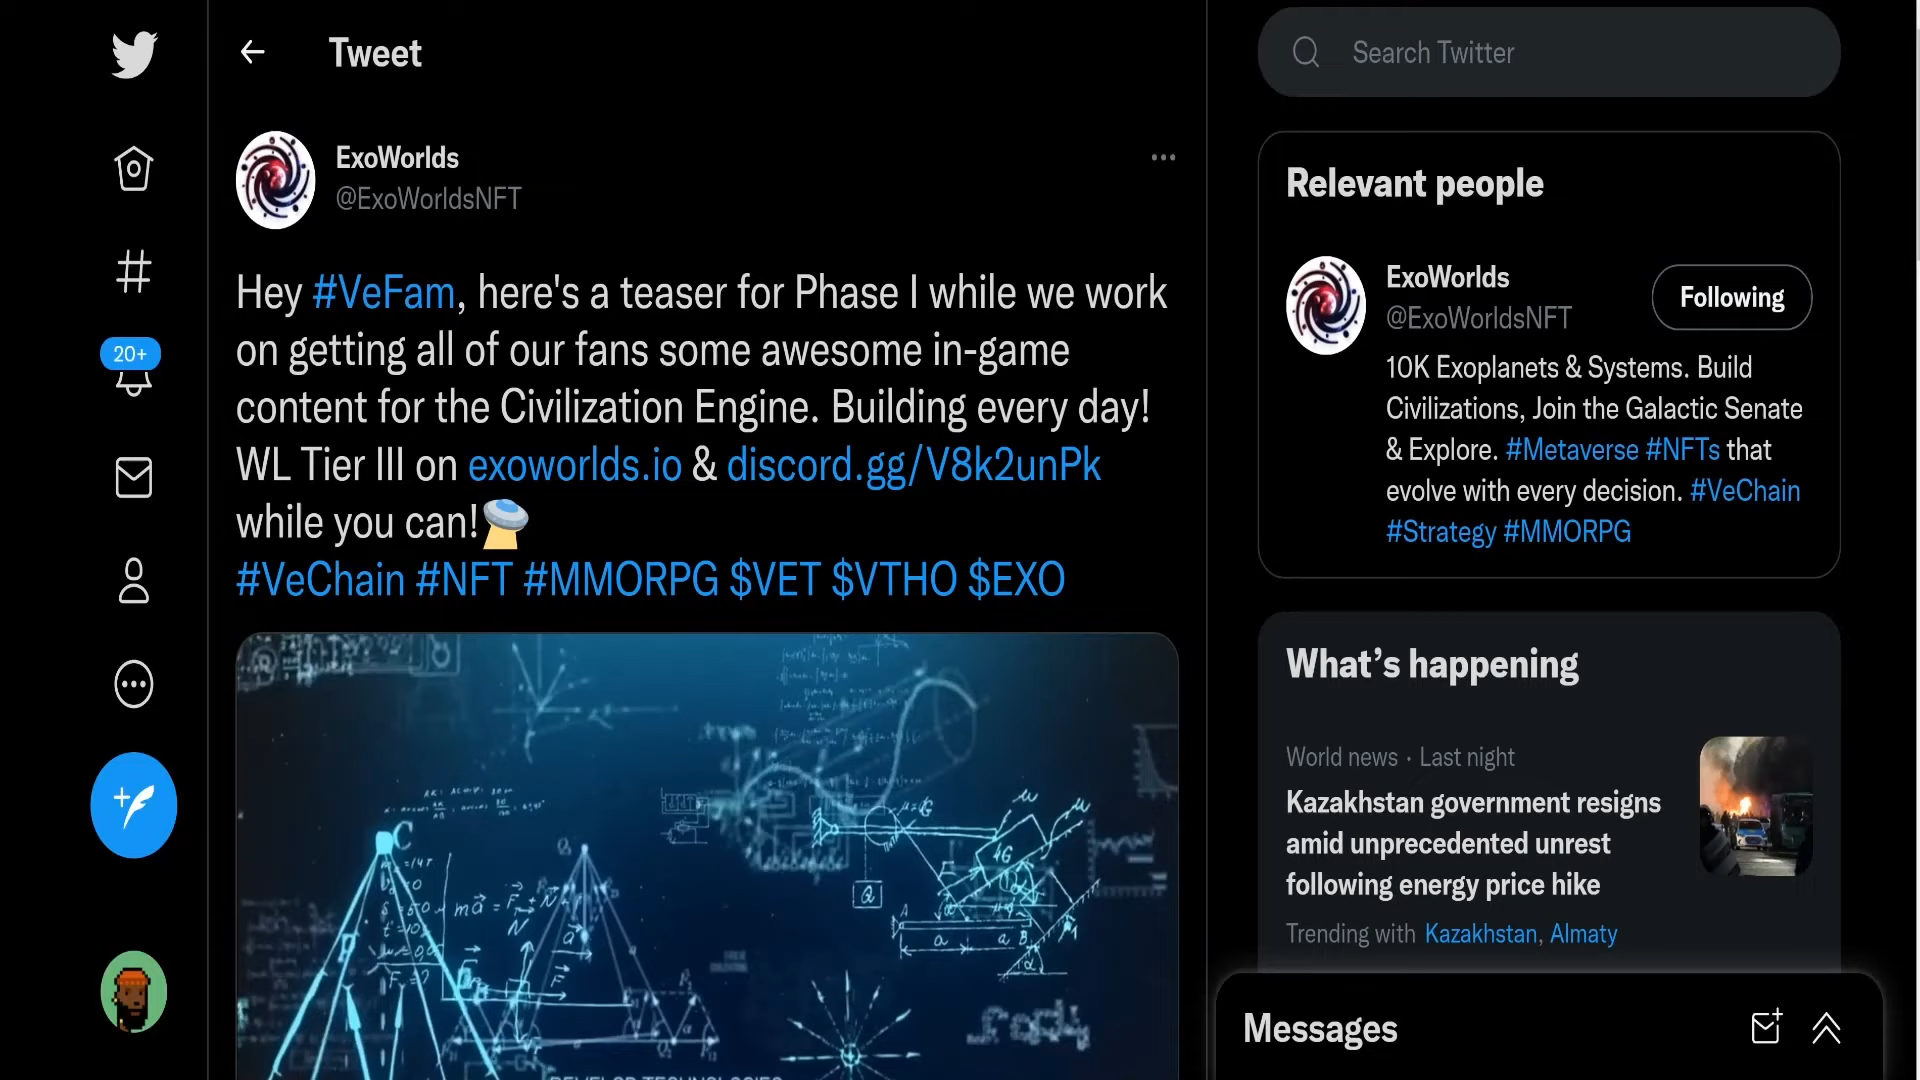 Tweet
Search Twitter
ExoWorlds
@ExoWorldsNFT
Hey #VeFam, here's a teaser for Phase I while we work
on getting all of our fans some awesome in-game
content for the Civilization Engine. Building every day!
WL Tier III on exoworlds.io & discord.gg/V8k2unPk
while you can!
#VeChain #NFT #MMORPG $VET $VTHO $EXO
20+
Relevant people
ExoWorlds
@ExoWorldsNFT
Following
10K Exoplanets & Systems. Build
Civilizations, Join the Galactic Senate
& Explore. #Metaverse #NFTs that
evolve with every decision. #VeChain
#Strategy #MMORPG
What's happening
World news · Last night
Kazakhstan government resigns
amid unprecedented unrest
following energy price hike
Trending with Kazakhstan, Almaty
Messages